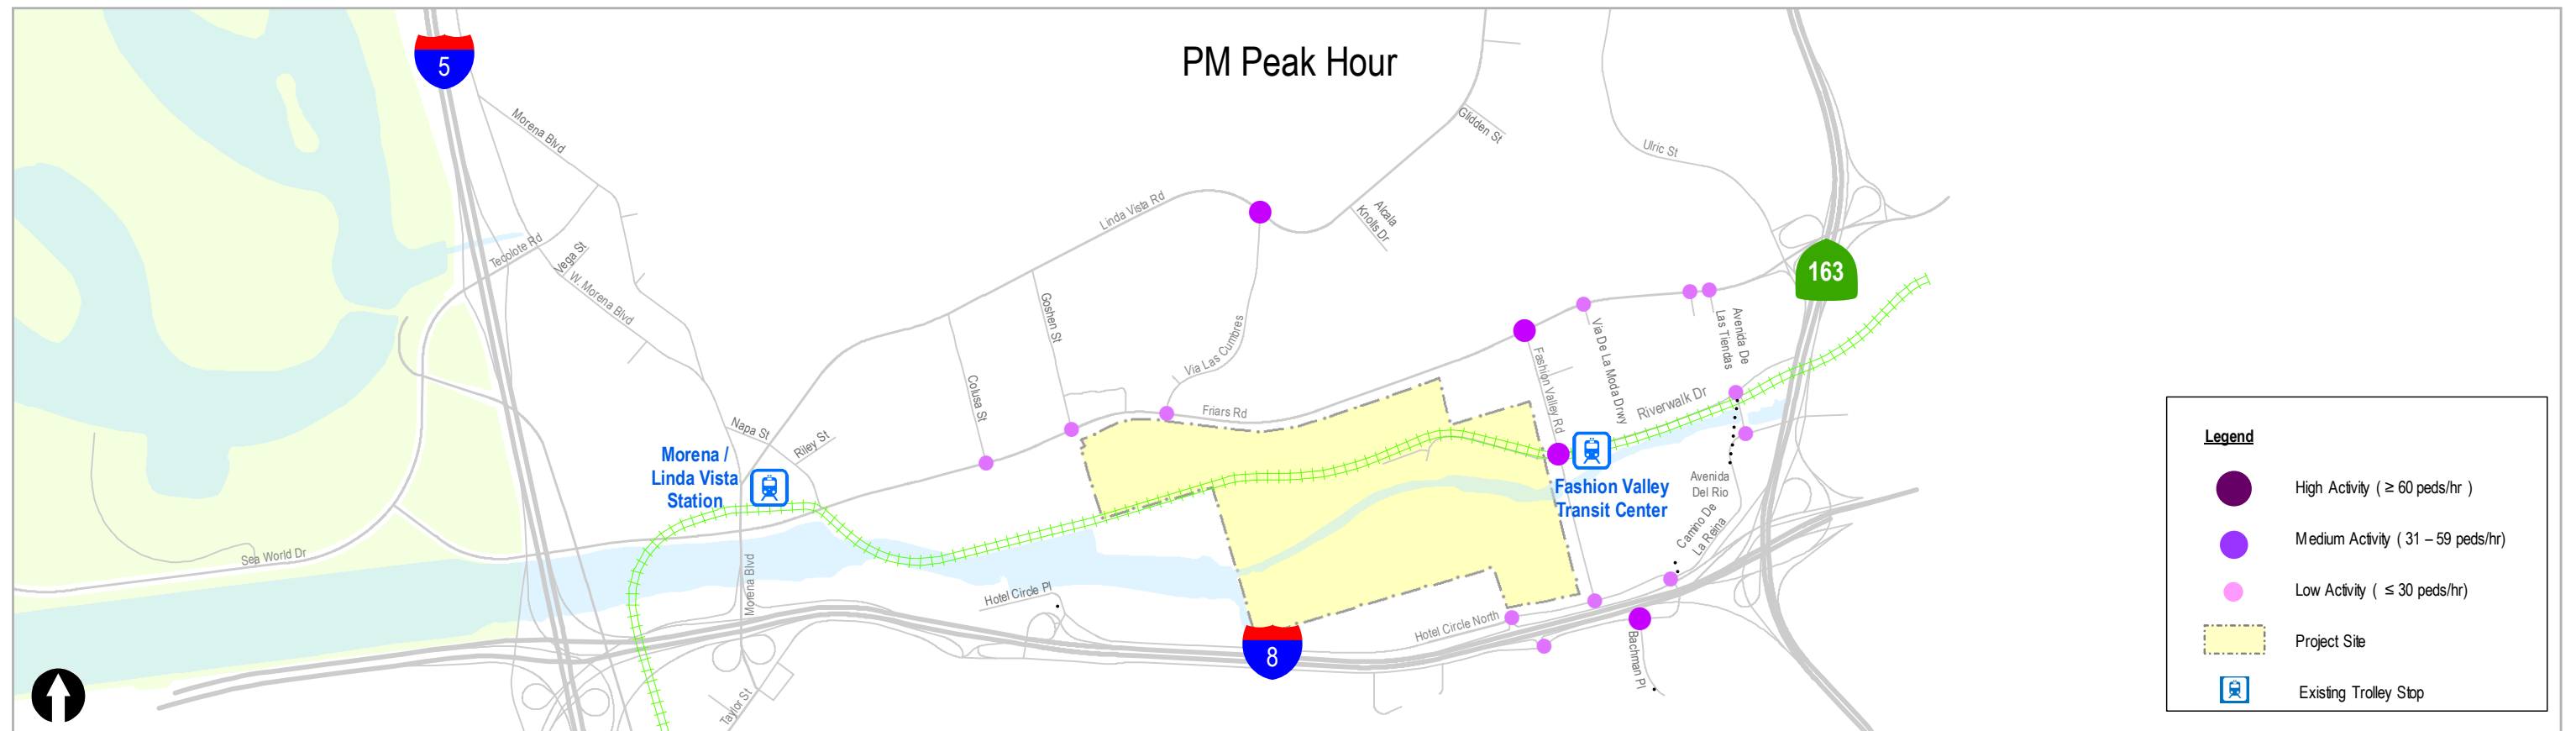 PM Peak Hour
5
Morena Blvd
Glidden St
Ulric St
Linda Vista Rd
Alcala
Knolls Dr
Tecolote Rd
Vega St
W. Morena Blvd
163
Goshen St
Via Las Cumbres
Colusa St
Fashion Valley Rd
Via De La Moda Drwy
Avenida De
Las Tiendas
Riverwalk Dr
Friars Rd
Napa St
Riley St
Morena /
Linda Vista
Station
Fashion Valley
Transit Center
Avenida
Del Rio
Camino De
La Reina
Sea World Dr
Morena Blvd
Hotel Circle Pl
Hotel Circle North
8
Bachman Pl
Taylor St
Legend
High Activity ( ≥ 60 peds/hr )
Medium Activity ( 31 – 59 peds/hr)
Low Activity ( ≤ 30 peds/hr)
Project Site
Existing Trolley Stop